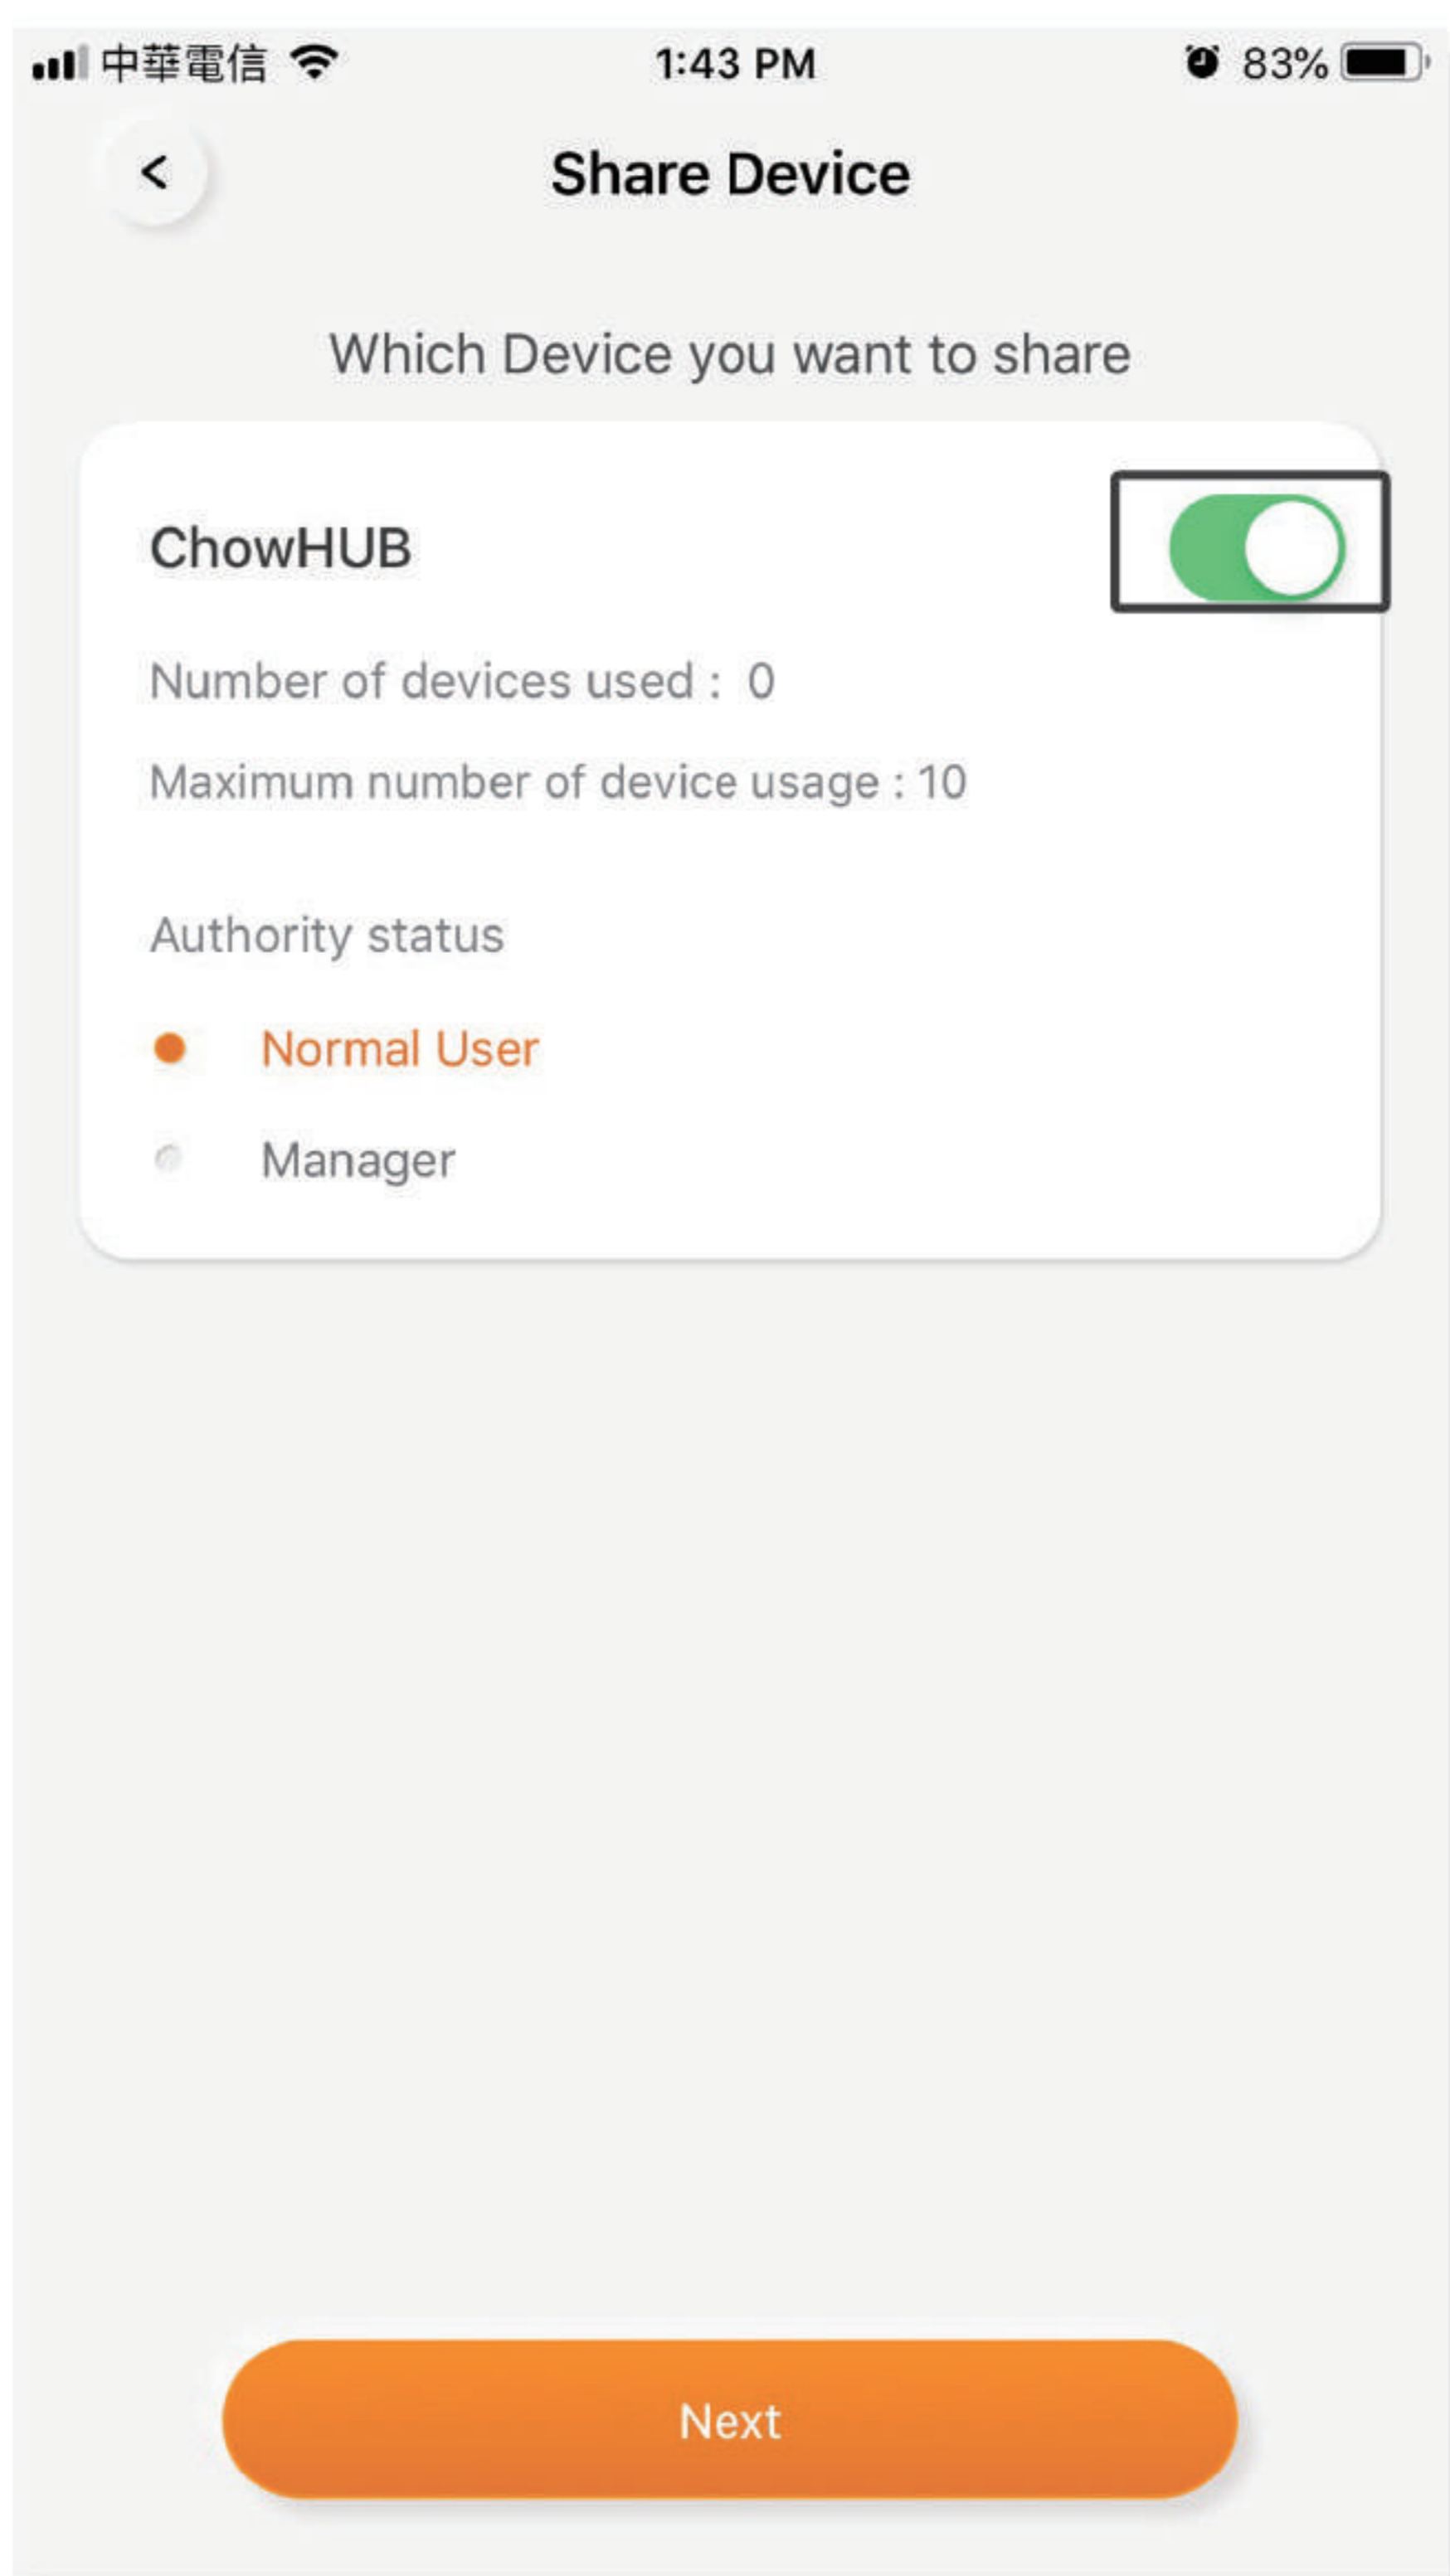 中華電信
1:43 PM
83%
<
Share Device
Which Device you want to share
ChowHUB
Number of devices used : 0
Maximum number of device usage : 10
Authority status
Normal User
Manager
Next